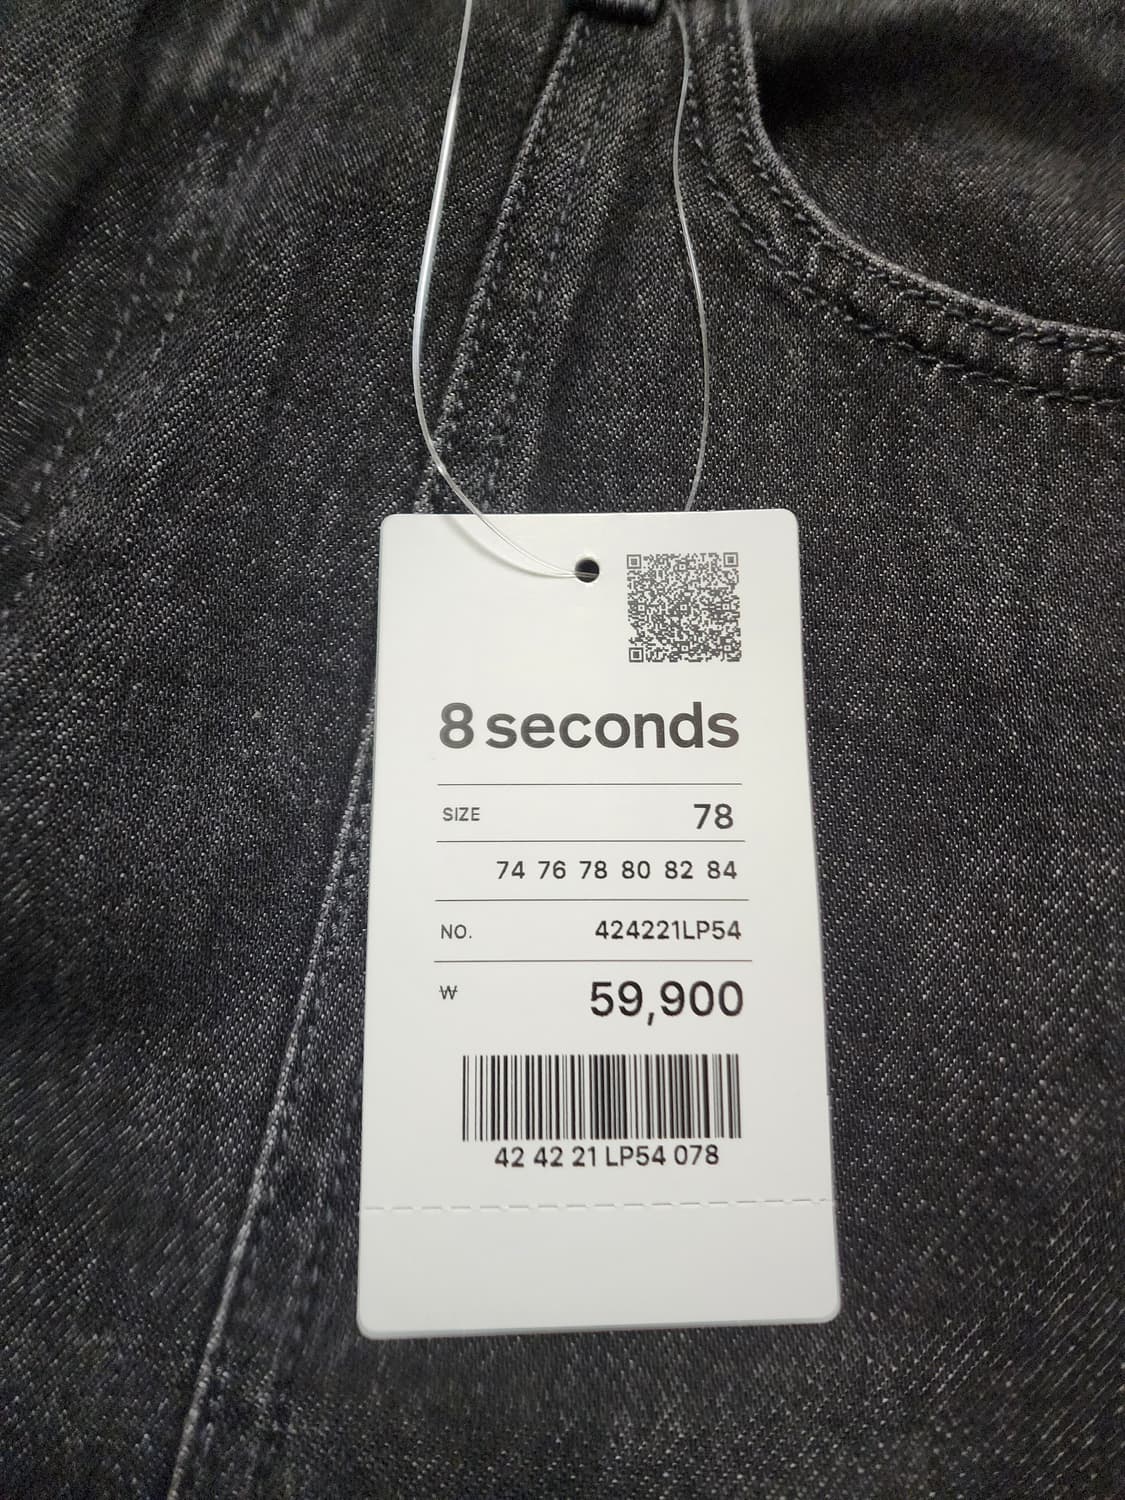 8 seconds
SIZE 78
74 76 78 80 82 84
NO. 424221LP54
₩ 59,900
42 42 21 LP54 078